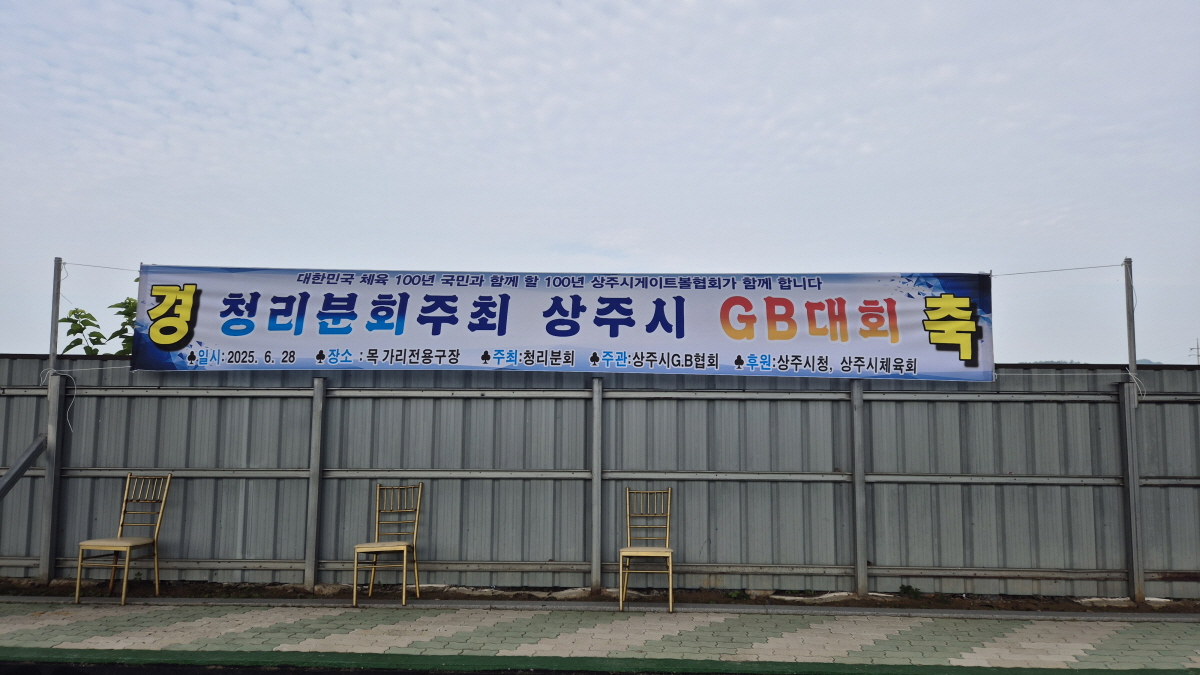 대한민국 체육 100년 국민과 함께 할 100년 상주시게이트볼협회가 함께 합니다
경 청리분회주최 상주시 GB대회 축
♣일시:2025. 6. 28 ♣장소 : 목 가리전용구장 ♣주최:청리분회 ♣주관:상주시G.B협회 ♣후원:상주시청, 상주시체육회